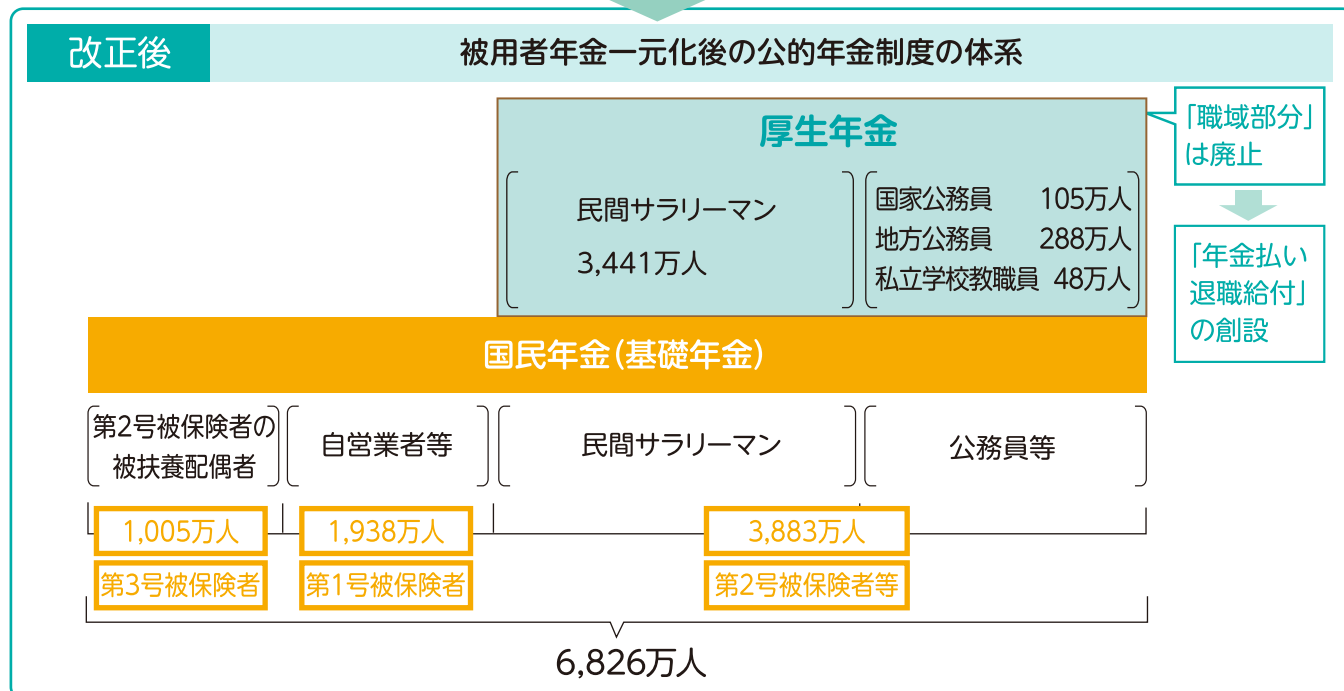 改正後
被用者年金一元化後の公的年金制度の体系
厚生年金
民間サラリーマン
3,441万人
国家公務員 105万人
地方公務員 288万人
私立学校教職員 48万人
「職域部分」
は廃止
「年金払い
退職給付」
の創設
国民年金(基礎年金)
第2号被保険者の
被扶養配偶者
自営業者等
民間サラリーマン
公務員等
1,005万人
1,938万人
3,883万人
第3号被保険者
第1号被保険者
第2号被保険者等
6,826万人